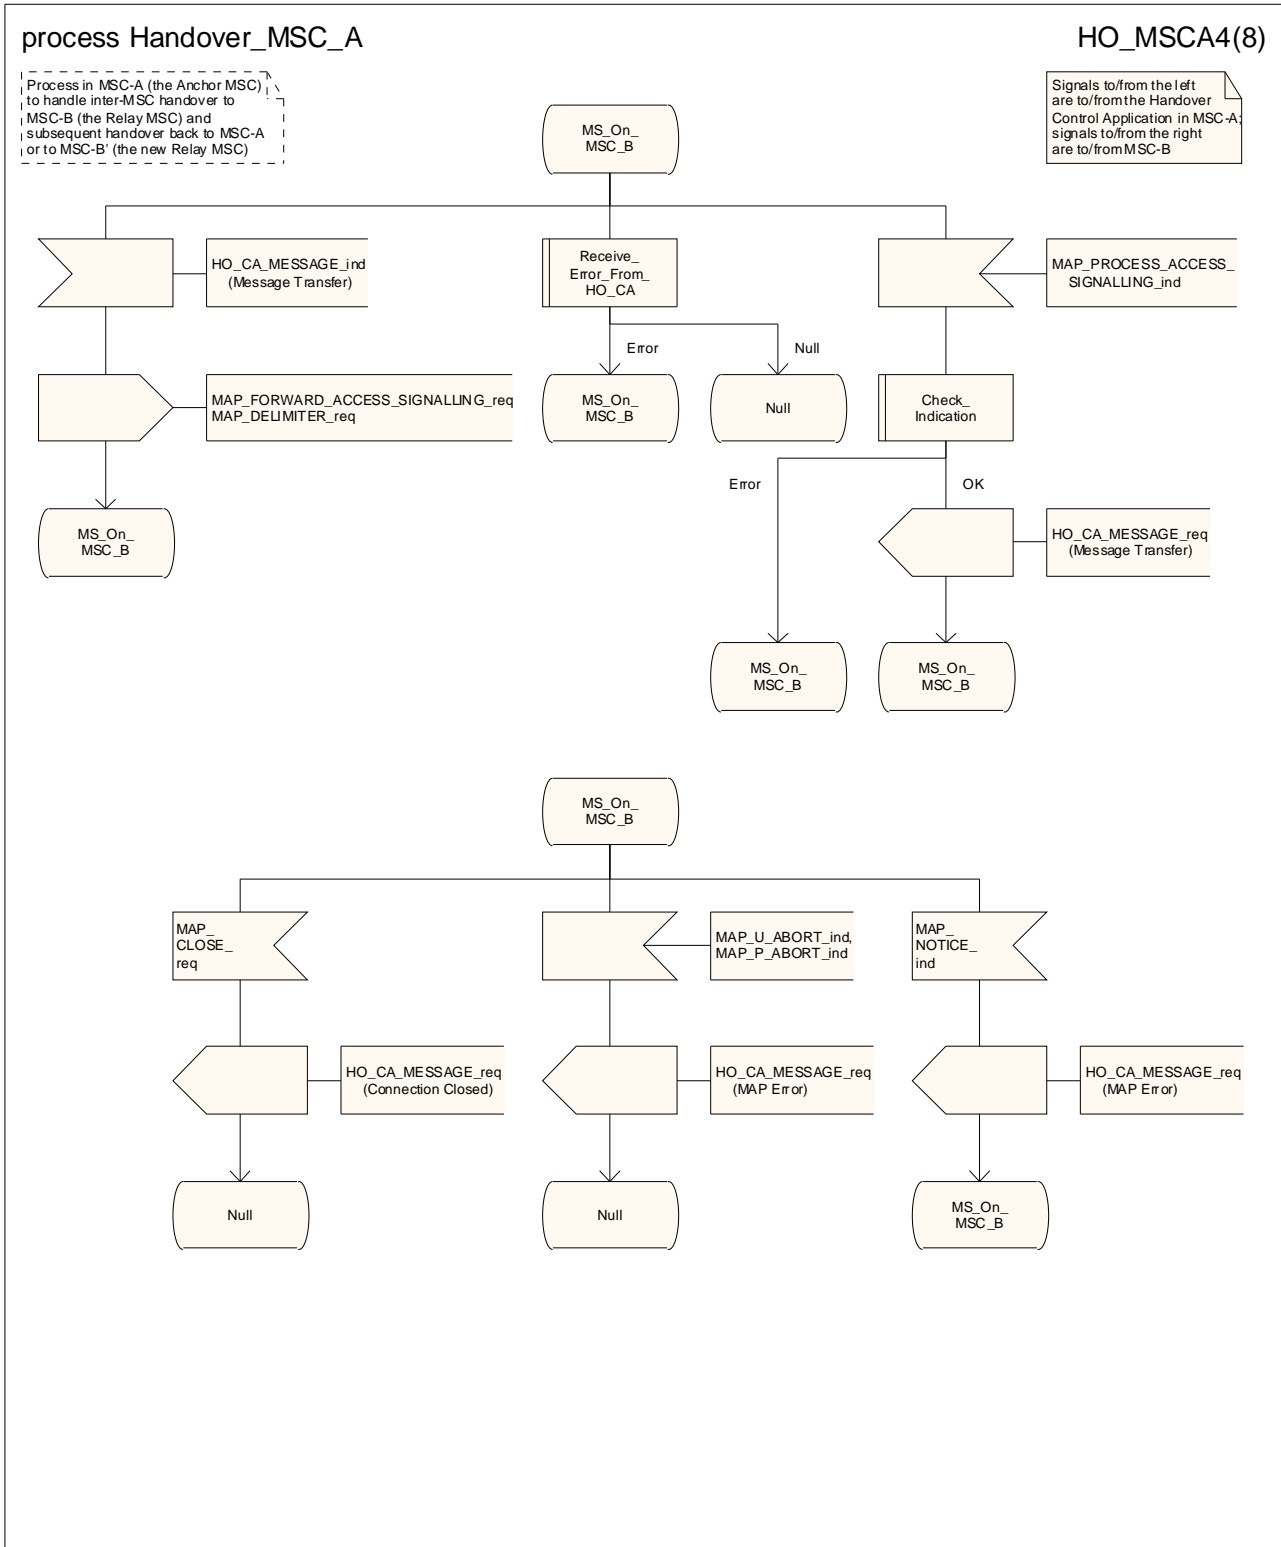 process Handover_MSC_A
HO_MSCA4(8)
Process in MSC-A (the Anchor MSC)
to handle inter-MSC handover to
MSC-B (the Relay MSC) and
subsequent handover back to MSC-A
or to MSC-B' (the new Relay MSC)
Signals to/from the left
are to/from the Handover
Control Application in MSC-A;
signals to/from the right
are to/from MSC-B
MS_On_
MSC_B
HO_CA_MESSAGE_ind
(Message Transfer)
Receive_
Error_From_
HO_CA
MAP_PROCESS_ACCESS_
SIGNALLING_ind
Error
Null
MAP_FORWARD_ACCESS_SIGNALLING_req
MAP_DELIMITER_req
MS_On_
MSC_B
Null
Check_
Indication
Error
OK
MS_On_
MSC_B
HO_CA_MESSAGE_req
(Message Transfer)
MS_On_
MSC_B
MS_On_
MSC_B
MS_On_
MSC_B
MAP_
CLOSE_
req
MAP_U_ABORT_ind,
MAP_P_ABORT_ind
MAP_
NOTICE_
ind
HO_CA_MESSAGE_req
(Connection Closed)
HO_CA_MESSAGE_req
(MAP Error)
HO_CA_MESSAGE_req
(MAP Error)
Null
Null
MS_On_
MSC_B